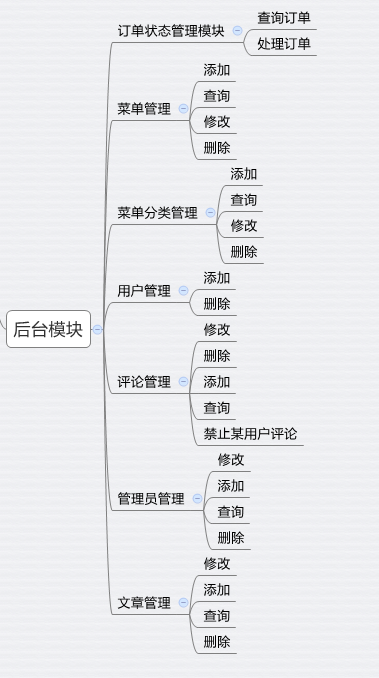 后台模块
订单状态管理模块
查询订单
处理订单
菜单管理
添加
查询
修改
删除
菜单分类管理
添加
查询
修改
删除
用户管理
添加
删除
评论管理
修改
删除
添加
查询
禁止某用户评论
管理员管理
修改
添加
查询
删除
文章管理
修改
添加
查询
删除